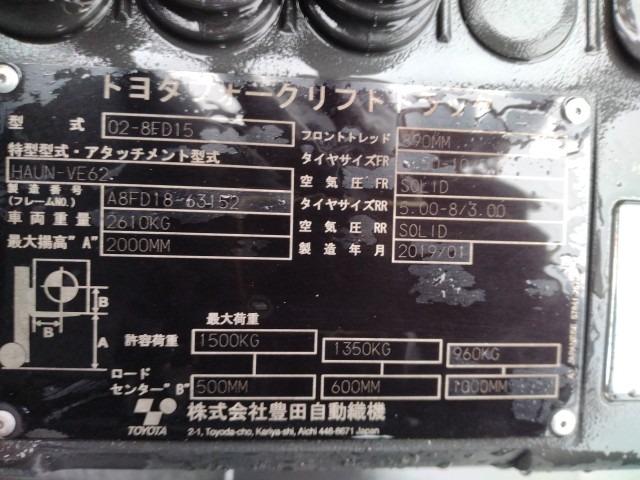 トヨタフォークリフトトラック
型式 02-8FD15 フロントトレッド 890MM
特型型式・アタッチメント型式 タイヤサイズFR
HAUN-VE62 空気圧FR SOLID
製造番号(フレームNO.) A8FD18-63152 タイヤサイズRR 5.00-8/3.00
車両重量 2610KG 空気圧RR SOLID
最大揚高"A" 2000MM 製造年月 2019/01
B
B A
最大荷重
許容荷重 1500KG 1350KG 960KG
ロードセンター"B" 500MM 600MM 1000MM
TOYOTA 株式会社豊田自動織機
2-1, Toyoda-cho, Kariya-shi, Aichi 448-8671 Japan